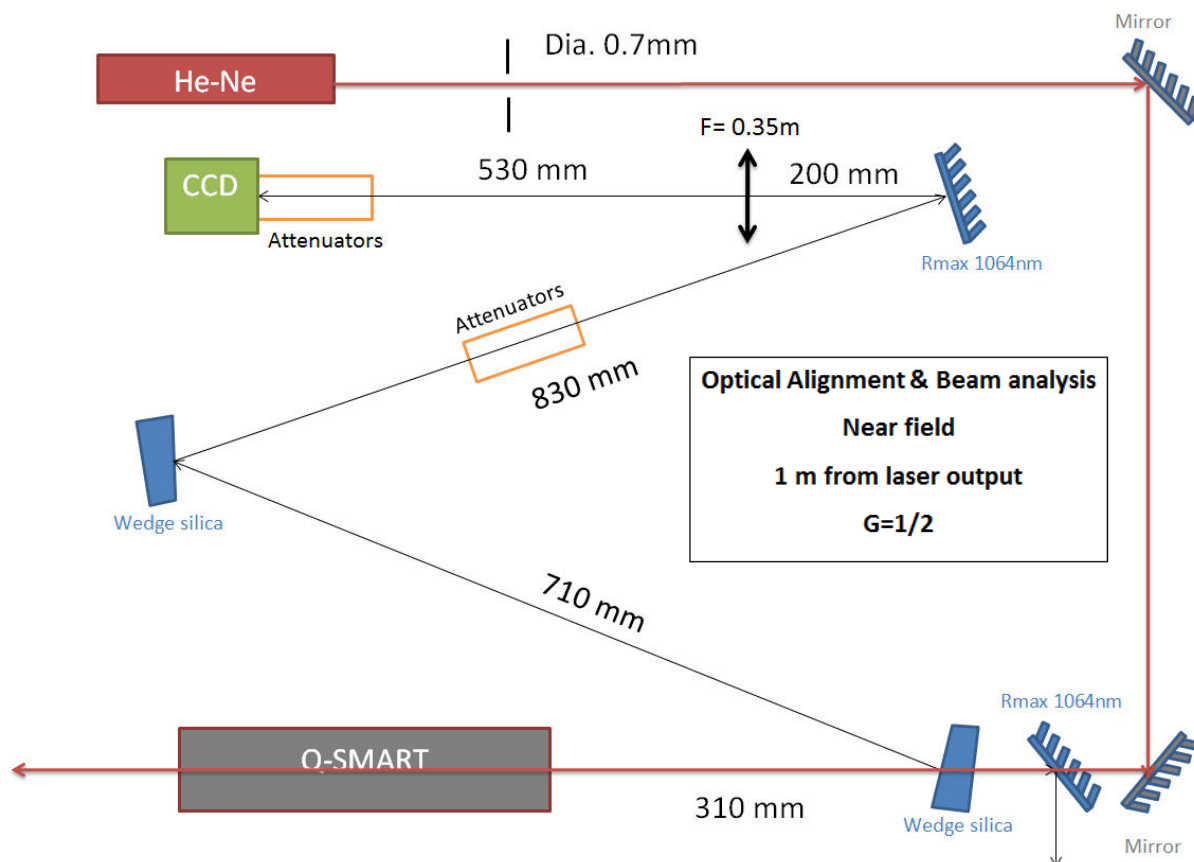 Mirror
Dia. 0.7mm
He-Ne
F= 0.35m
CCD
530 mm
200 mm
Attenuators
Rmax 1064nm
Attenuators
830 mm
Optical Alignment & Beam analysis
Near field
1 m from laser output
G=1/2
Wedge silica
710 mm
Rmax 1064nm
Q-SMART
310 mm
Wedge silica
Mirror